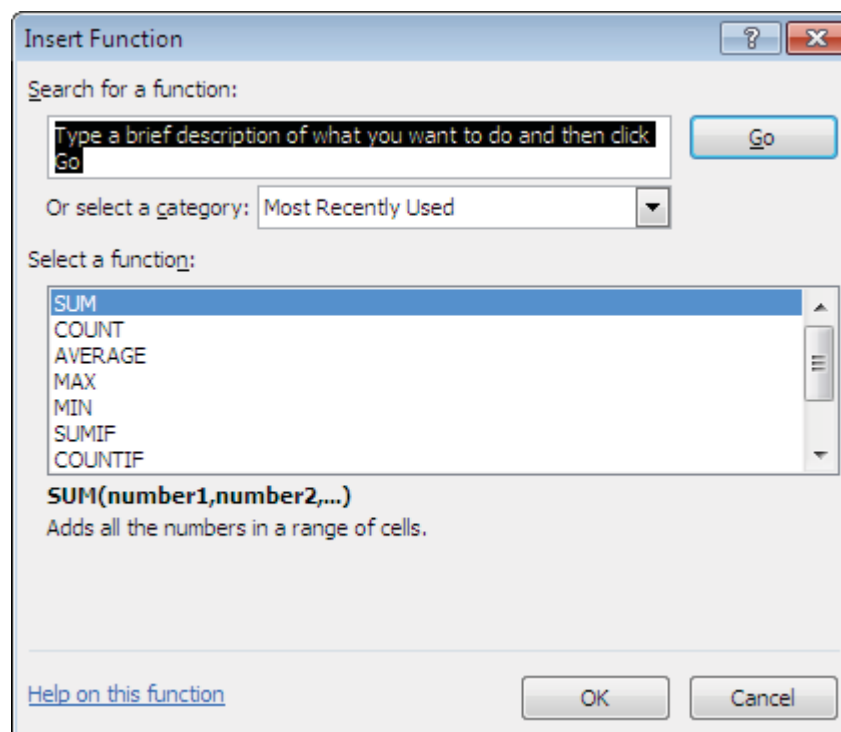 Insert Function
Search for a function:
Type a brief description of what you want to do and then click
Go
Go
Or select a category: Most Recently Used
Select a function:
SUM
COUNT
AVERAGE
MAX
MIN
SUMIF
COUNTIF
SUM(number1,number2,...)
Adds all the numbers in a range of cells.
Help on this function
OK
Cancel